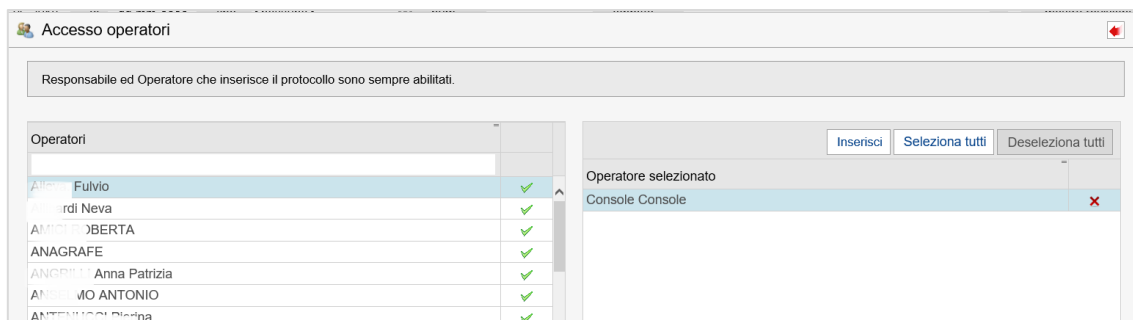 Accesso operatori
Responsabile ed Operatore che inserisce il protocollo sono sempre abilitati.
Operatori
Inserisci Seleziona tutti Deseleziona tutti
Operatore selezionato
Fulvio
Console Console
Neva
ANAGRAFE
Anna Patrizia
ANTONIO